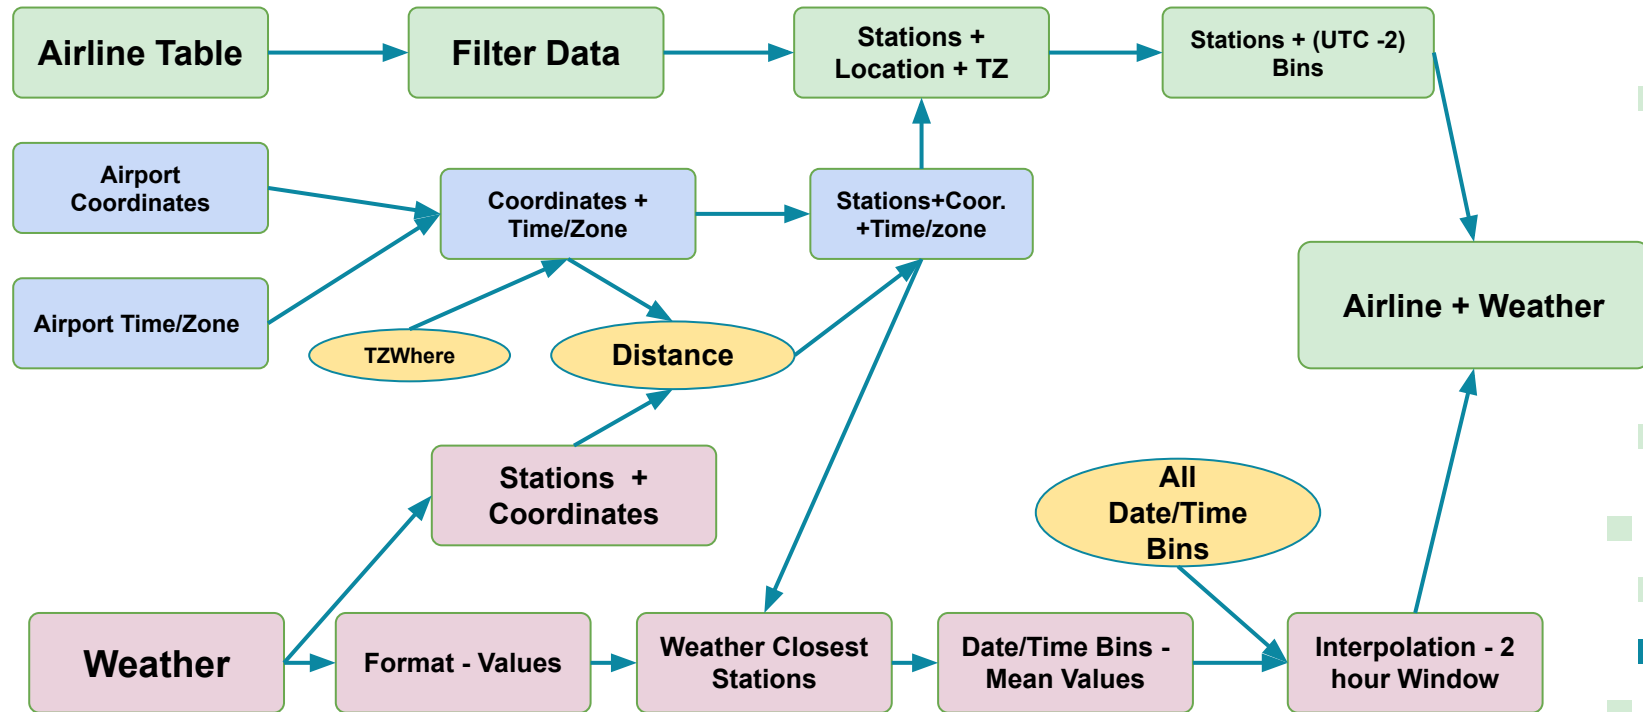 Airline Table
Filter Data
Stations +
Location + TZ
Stations + (UTC -2)
Bins
Airport
Coordinates
Coordinates +
Time/Zone
Stations+Coor.
+Time/zone
Airport Time/Zone
Airline + Weather
TZWhere
Distance
Stations +
Coordinates
All
Date/Time
Bins
Weather
Format - Values
Weather Closest
Stations
Date/Time Bins -
Mean Values
Interpolation - 2
hour Window